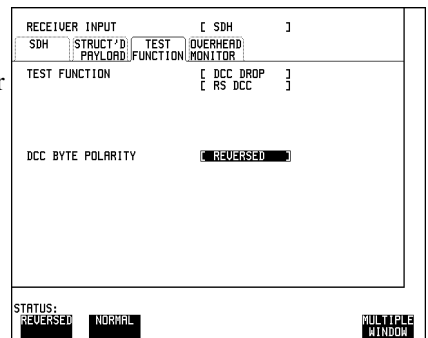 RECEIVER INPUT [ SDH ]
SDH STRUCT'D PAYLOAD TEST FUNCTION OVERHEAD MONITOR
TEST FUNCTION [ DCC DROP ]
[ RS DCC ]
r
DCC BYTE POLARITY [ REVERSED ]
STATUS:
REVERSED NORMAL MULTIPLE WINDOW